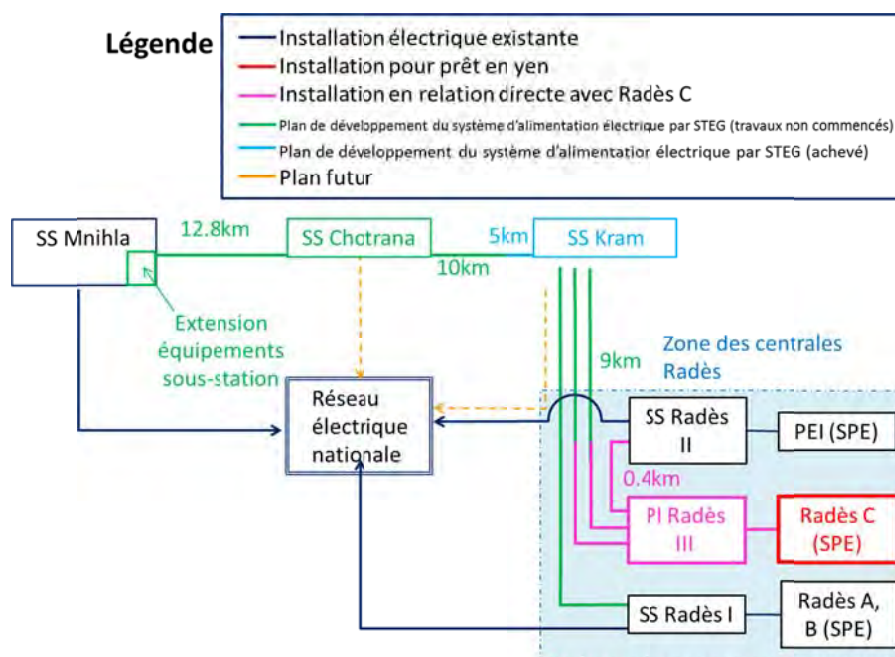 Légende
Installation électrique existante
Installation pour prêt en yen
Installation en relation directe avec Radès C
Plan de développement du système d'alimentation électrique par STEG (travaux non commencés)
Plan de développement du système d'alimentation électrique par STEG (achevé)
Plan futur
SS Mnihla
12.8km
SS Chotrana
5km
10km
SS Kram
Extension
équipements
sous-station
9km
Zone des centrales
Radès
Réseau
électrique
nationale
SS Radès
II
PEI (SPE)
0.4km
PI Radès
III
Radès C
(SPE)
SS Radès I
Radès A,
B (SPE)